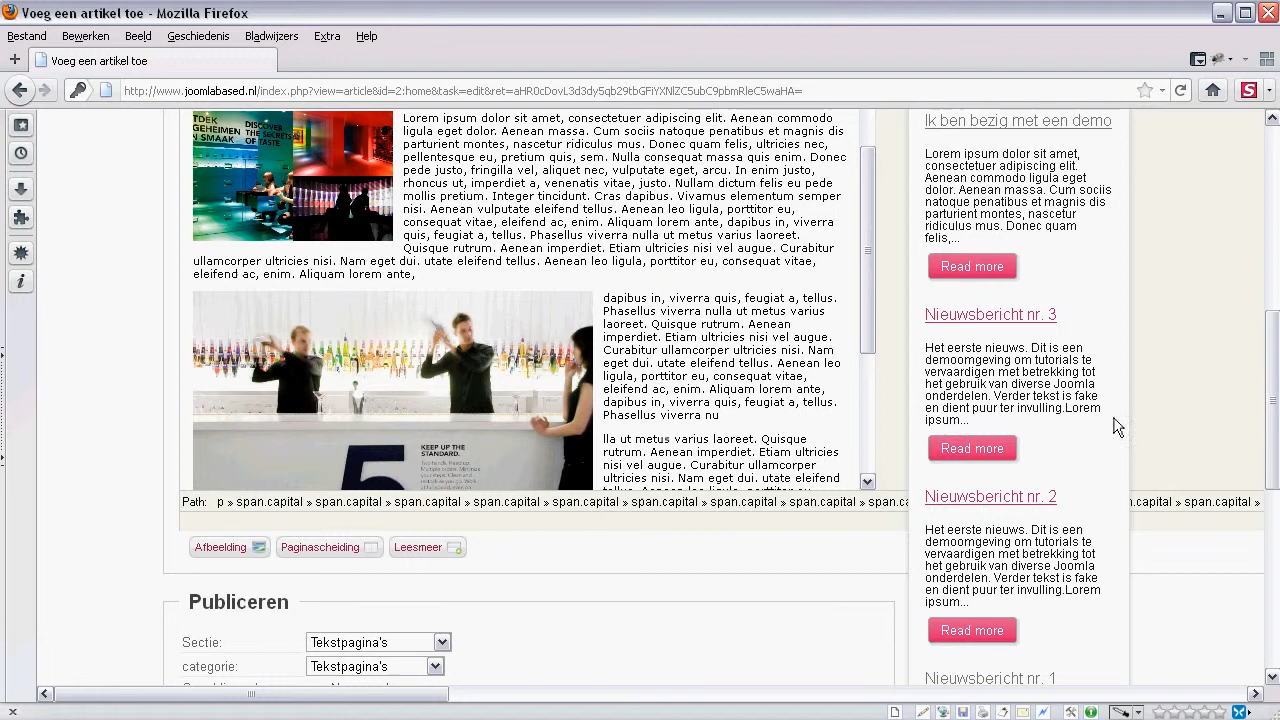 Voeg een artikel toe - Mozilla Firefox
Bestand Bewerken Beeld Geschiedenis Bladwijzers Extra Help
Voeg een artikel toe
http://www.joomlabased.nl/index.php?view=article&id=2:home&task=edit&ret=
TDEK
GEHEIMEN
N SMAAK
DISCOVER
THE SECRETS
OF TASTE
Lorem ipsum dolor sit amet, consectetuer adipiscing elit. Aenean commodo
ligula eget dolor. Aenean massa. Cum sociis natoque penatibus et magnis dis
parturient montes, nascetur ridiculus mus. Donec quam felis, ultricies nec,
pellentesque eu, pretium quis, sem. Nulla consequat massa quis enim. Donec
pede justo, fringilla vel, aliquet nec, vulputate eget, arcu. In enim justo,
rhoncus ut, imperdiet a, venenatis vitae, justo. Nullam dictum felis eu pede
mollis pretium. Integer tincidunt. Cras dapibus. Vivamus elementum semper
nisi. Aenean vulputate eleifend tellus. Aenean leo ligula, porttitor eu,
consequat vitae, eleifend ac, enim. Aliquam lorem ante, dapibus in, viverra
quis, feugiat a, tellus. Phasellus viverra nulla ut metus varius laoreet.
Quisque rutrum. Aenean imperdiet. Etiam ultricies nisi vel augue. Curabitur
ullamcorper ultricies nisi. Nam eget dui. utate eleifend tellus. Aenean leo ligula, porttitor eu, consequat vitae,
eleifend ac, enim. Aliquam lorem ante,
dapibus in, viverra quis, feugiat a, tellus.
Phasellus viverra nulla ut metus varius
laoreet. Quisque rutrum. Aenean
imperdiet. Etiam ultricies nisi vel augue.
Curabitur ullamcorper ultricies nisi. Nam
eget dui. utate eleifend tellus. Aenean leo
ligula, porttitor eu, consequat vitae,
eleifend ac, enim. Aliquam lorem ante,
dapibus in, viverra quis, feugiat a, tellus.
Phasellus viverra nu
lla ut metus varius laoreet. Quisque
rutrum. Aenean imperdiet. Etiam ultricies
nisi vel augue. Curabitur ullamcorper
ultricies nisi. Nam eget dui. utate eleifend
5
KEEP UP THE
STANDARD.
Path: p » span.capital » span.capital » span.capital » span.capital » span.capital » span.capital » span.capital » span.ca
n.capital » span.capital »
Afbeelding Paginascheiding Leesmeer
Publiceren
Sectie: Tekstpagina's
categorie: Tekstpagina's
Ik ben bezig met een demo
Lorem ipsum dolor sit amet,
consectetuer adipiscing elit.
Aenean commodo ligula eget
dolor. Aenean massa. Cum sociis
natoque penatibus et magnis dis
parturient montes, nascetur
ridiculus mus. Donec quam
felis,...
Read more
Nieuwsbericht nr. 3
Het eerste nieuws. Dit is een
demoomgeving om tutorials te
vervaardigen met betrekking tot
het gebruik van diverse Joomla
onderdelen. Verder tekst is fake
en dient puur ter invulling.Lorem
ipsum...
Read more
Nieuwsbericht nr. 2
Het eerste nieuws. Dit is een
demoomgeving om tutorials te
vervaardigen met betrekking tot
het gebruik van diverse Joomla
onderdelen. Verder tekst is fake
en dient puur ter invulling.Lorem
ipsum...
Read more
Nieuwsbericht nr. 1